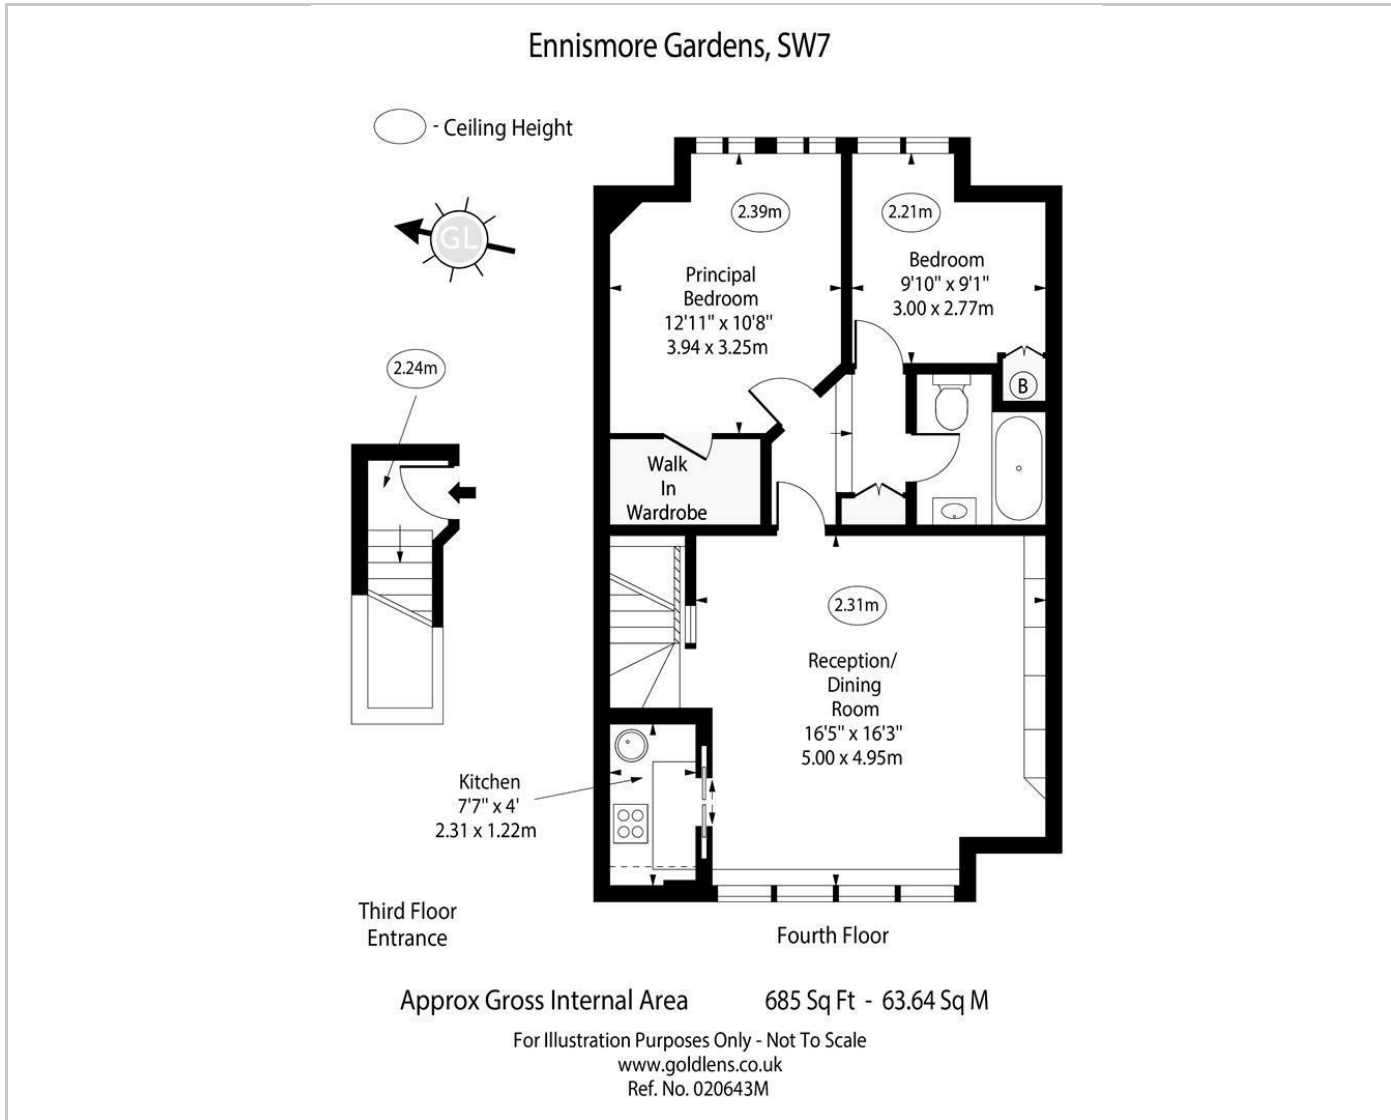 Ennismore Gardens, SW7
- Ceiling Height
GL
2.39m
2.21m
Principal
Bedroom
12'11" x 10'8"
3.94 x 3.25m
Bedroom
9'10" x 9'1"
3.00 x 2.77m
2.24m
B
Walk
In
Wardrobe
2.31m
Reception/
Dining
Room
16'5" x 16'3"
5.00 x 4.95m
Kitchen
7'7" x 4'
2.31 x 1.22m
Third Floor
Entrance
Fourth Floor
Approx Gross Internal Area 685 Sq Ft - 63.64 Sq M
For Illustration Purposes Only - Not To Scale
www.goldlens.co.uk
Ref. No. 020643M